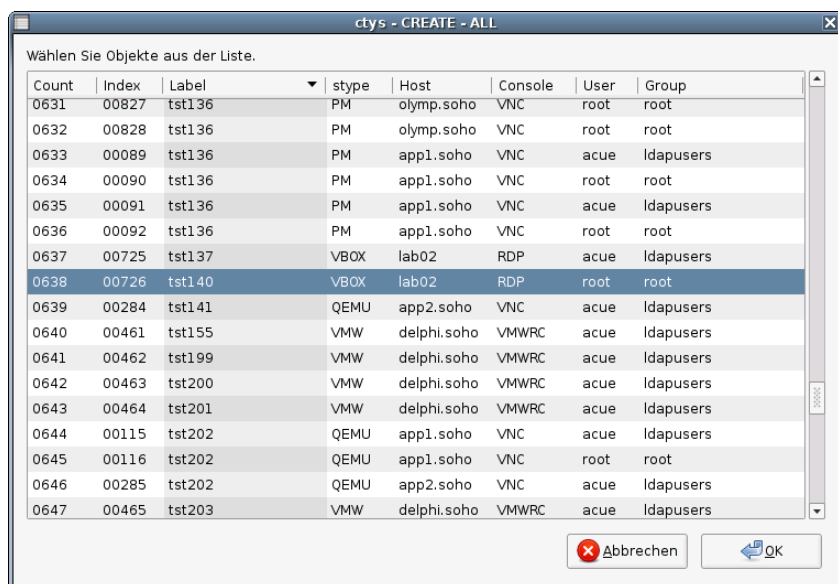 ctys - CREATE - ALL
Wählen Sie Objekte aus der Liste.
Count Index Label stype Host Console User Group
0631 00827 tst136 PM olymp.soho VNC root root
0632 00828 tst136 PM olymp.soho VNC root root
0633 00089 tst136 PM app1.soho VNC acue ldapusers
0634 00090 tst136 PM app1.soho VNC root root
0635 00091 tst136 PM app1.soho VNC acue ldapusers
0636 00092 tst136 PM app1.soho VNC root root
0637 00725 tst137 VBOX lab02 RDP acue ldapusers
0638 00726 tst140 VBOX lab02 RDP root root
0639 00284 tst141 QEMU app2.soho VNC acue ldapusers
0640 00461 tst155 VMW delphi.soho VMWRC acue ldapusers
0641 00462 tst199 VMW delphi.soho VMWRC acue ldapusers
0642 00463 tst200 VMW delphi.soho VMWRC acue ldapusers
0643 00464 tst201 VMW delphi.soho VMWRC acue ldapusers
0644 00115 tst202 QEMU app1.soho VNC acue ldapusers
0645 00116 tst202 QEMU app1.soho VNC root root
0646 00285 tst202 QEMU app2.soho VNC acue ldapusers
0647 00465 tst203 VMW delphi.soho VMWRC acue ldapusers
Abbrechen OK